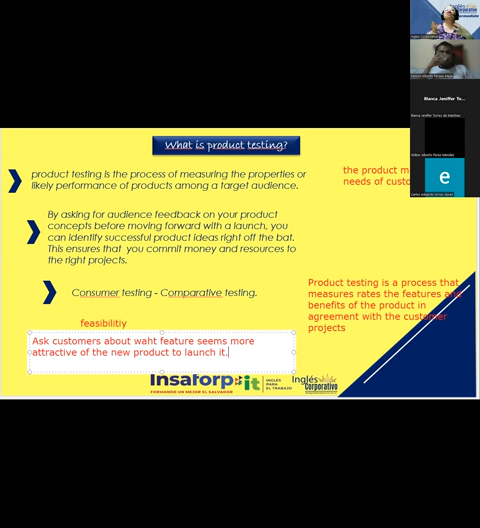 What is product testing?
product testing is the process of measuring the properties or
likely performance of products among a target audience.
the product m
needs of custo
By asking for audience feedback on your product
concepts before moving forward with a launch, you
can identify successful product ideas right off the bat.
This ensures that you commit money and resources to
the right projects.
Consumer testing - Comparative testing.
Product testing is a process that
measures rates the features and
benefits of the product in
agreement with the customer
projects
feasibilitiy
Ask customers about waht feature seems more
attractive of the new product to launch it.
Insaforp it
FORMANDO UN MEJOR EL SALVADOR
INGLÉS
PARA
EL TRABAJO
Inglés
Corporativo
Blanca Jeniffer To...
Blanca Jeniffer Torres de Martinez
e